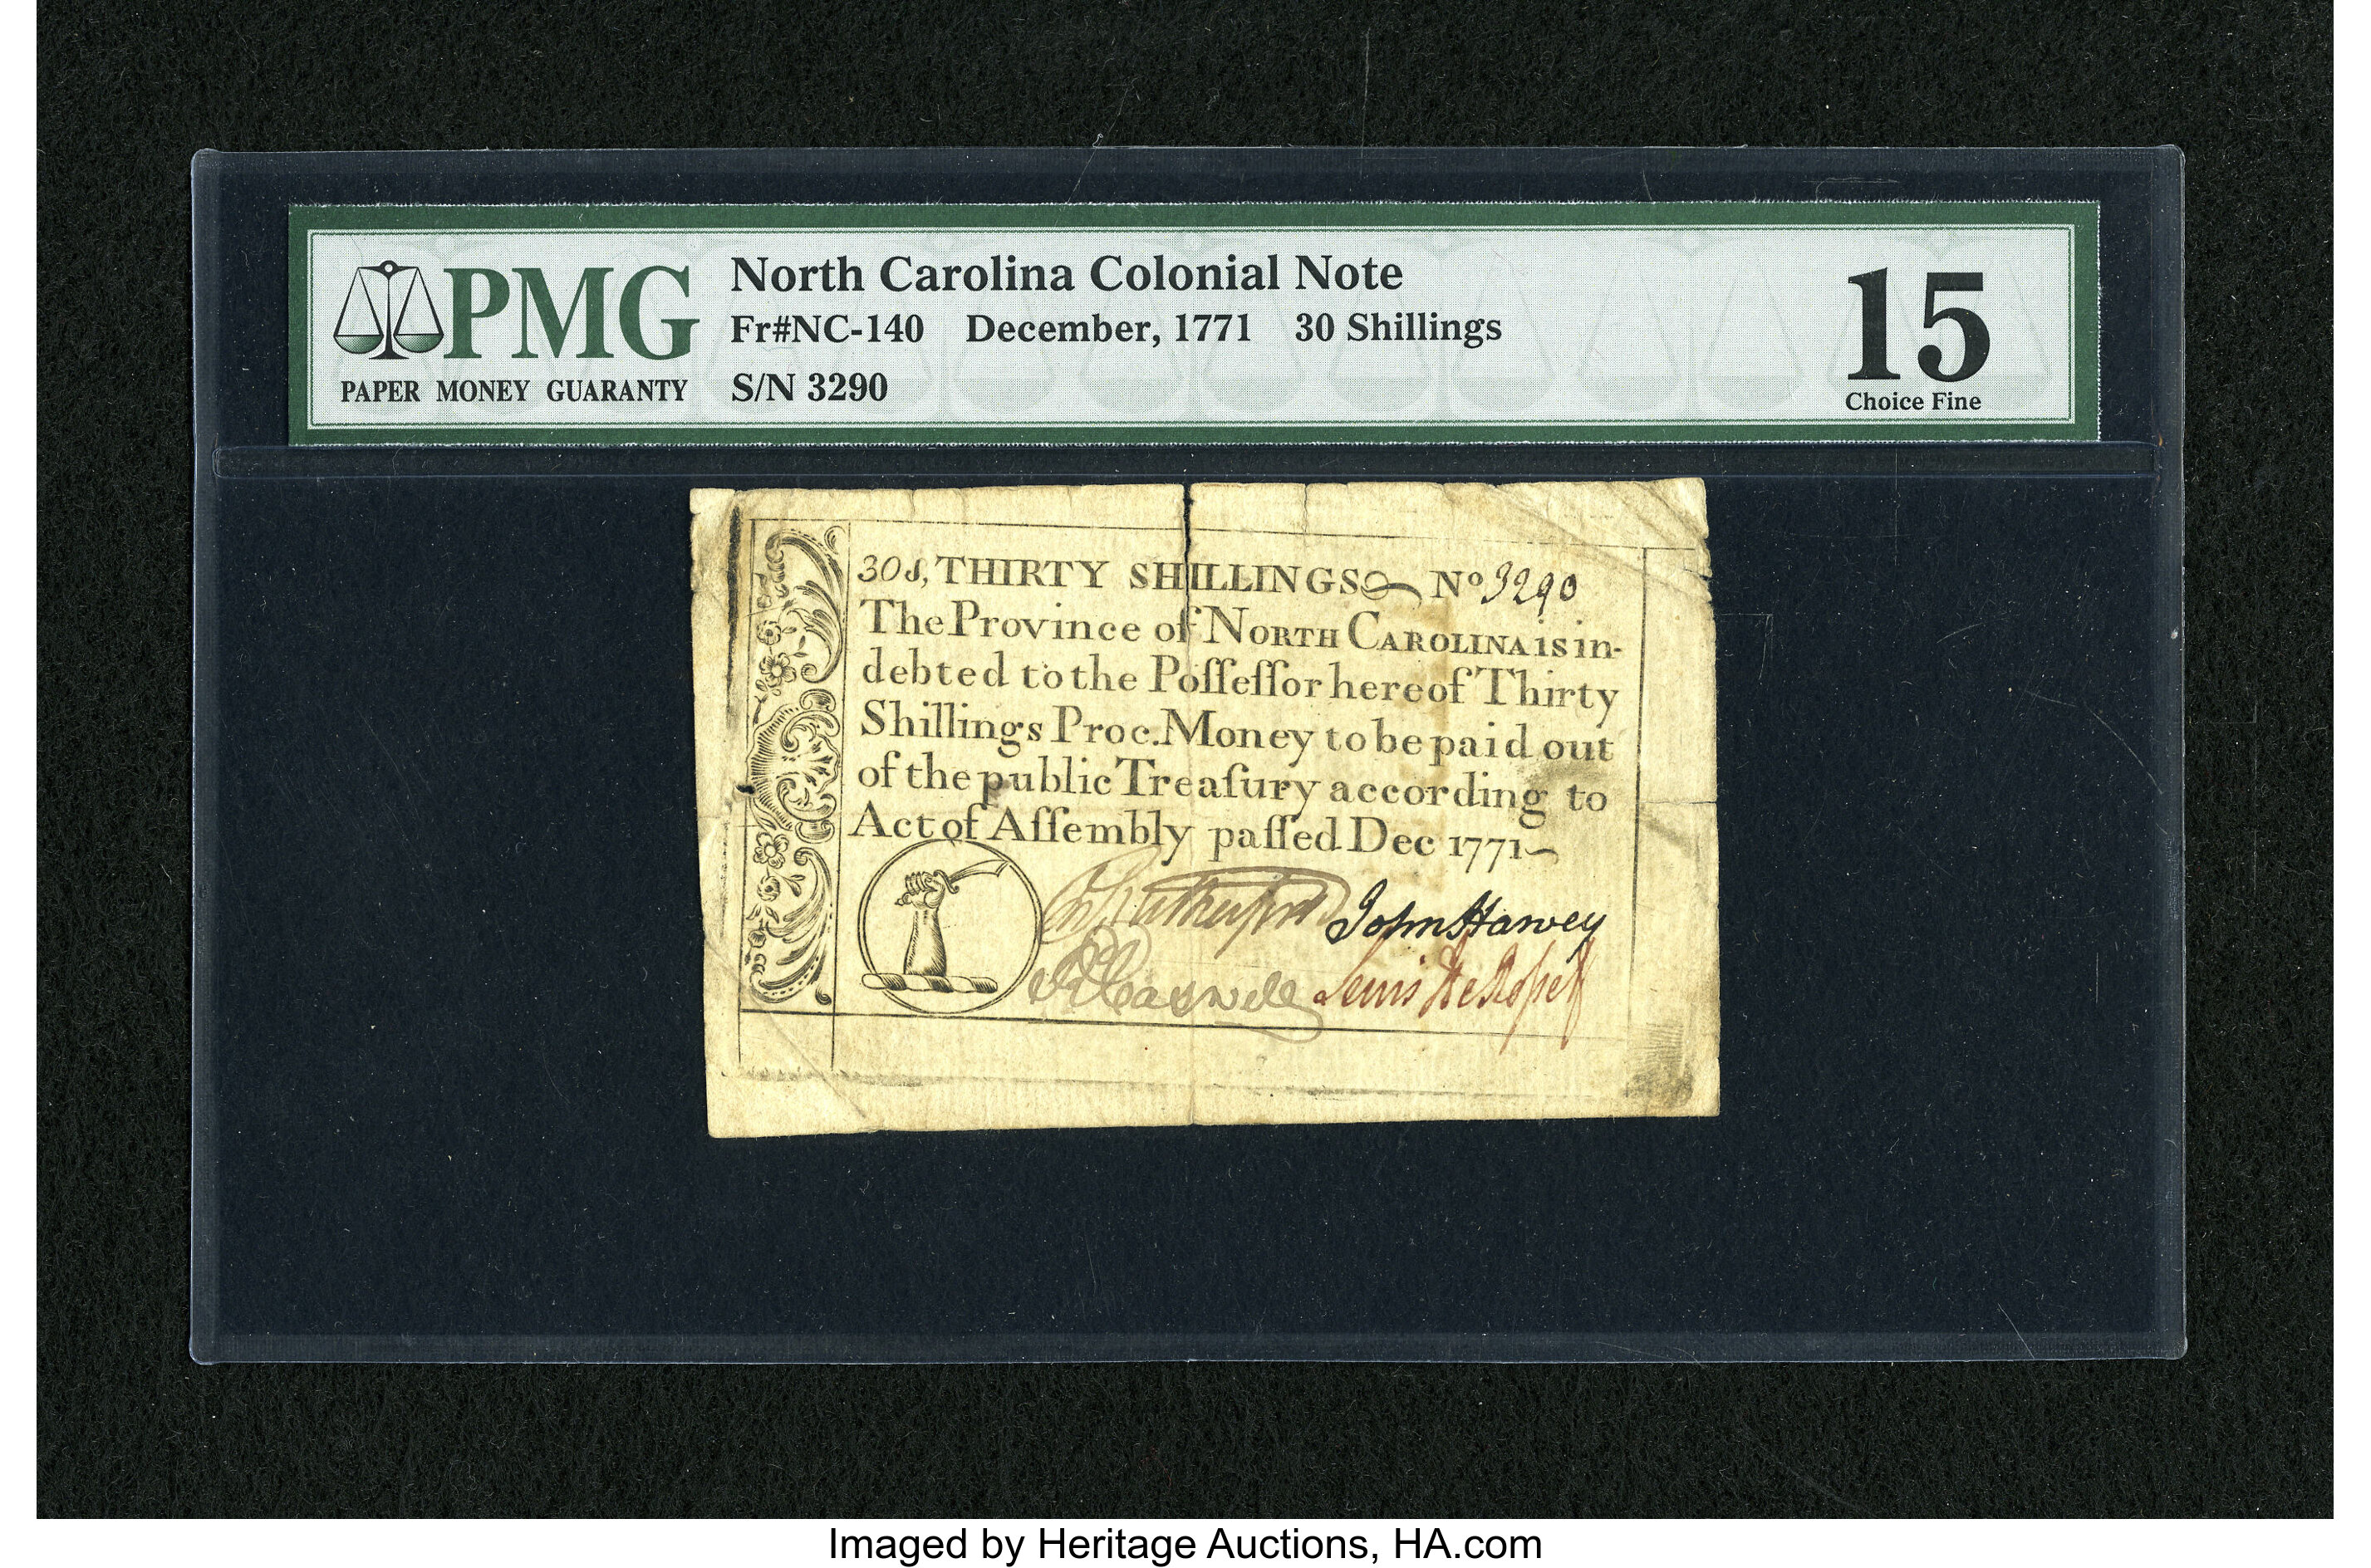 PMG
PAPER MONEY GUARANTY
North Carolina Colonial Note
Fr#NC-140 December, 1771 30 Shillings
S/N 3290
15
Choice Fine
30s, THIRTY SHILLINGS No 3290
The Province of NORTH CAROLINA is in-
debted to the Poſſeſſor hereof Thirty
Shillings Proc. Money to be paid out
of the public Treaſury according to
Act of Aſſembly paſſed Dec 1771
Rutherfurd John Harvey
R Caswell Lewis
Imaged by Heritage Auctions, HA.com